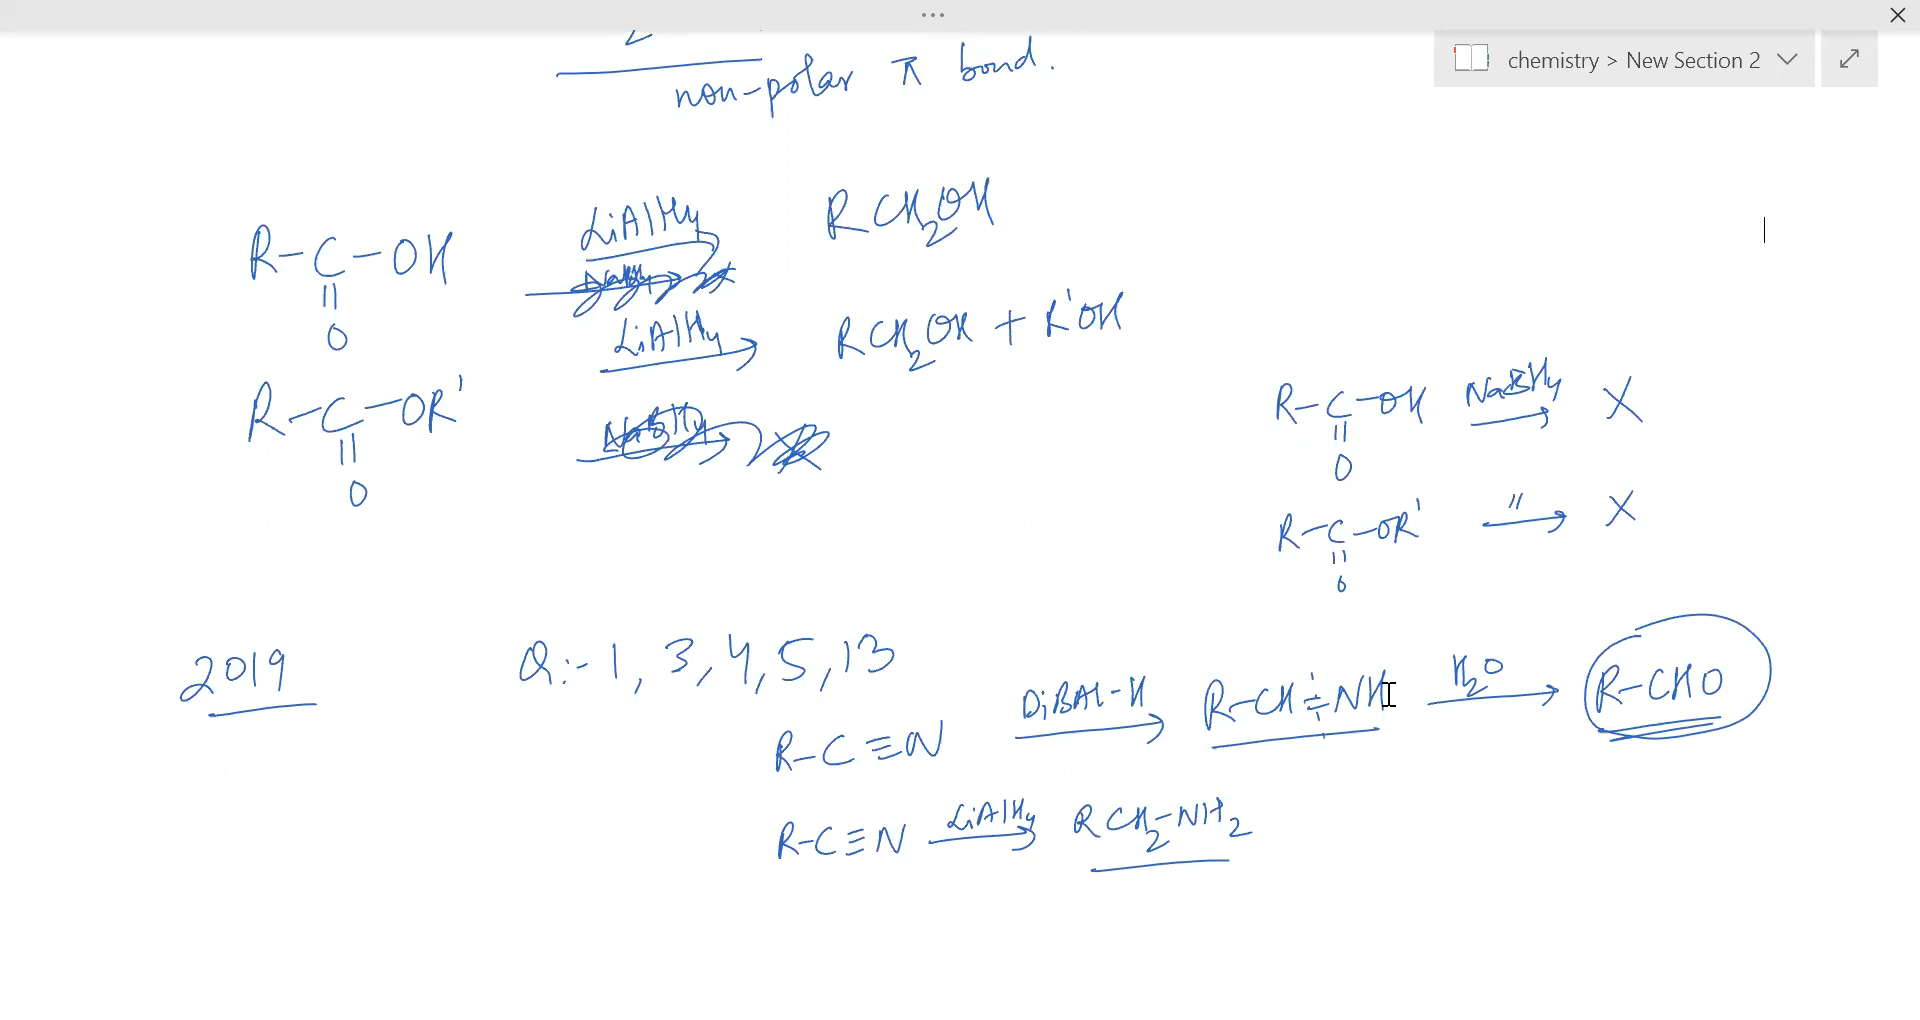 chemistry > New Section 2
non-polar π bond.
R-C-OH LiAlH4 RCH2OH
||
O
R-C-OR' LiAlH4 RCH2OH + R'OH
||
O
NaBH4
R-C-OH NaBH4 X
||
O
R-C-OR' " X
||
O
2019 Q:- 1, 3, 4, 5, 13
R-C≡N DiBAl-H R-CH=NH H2O R-CHO
R-C≡N LiAlH4 RCH2-NH2